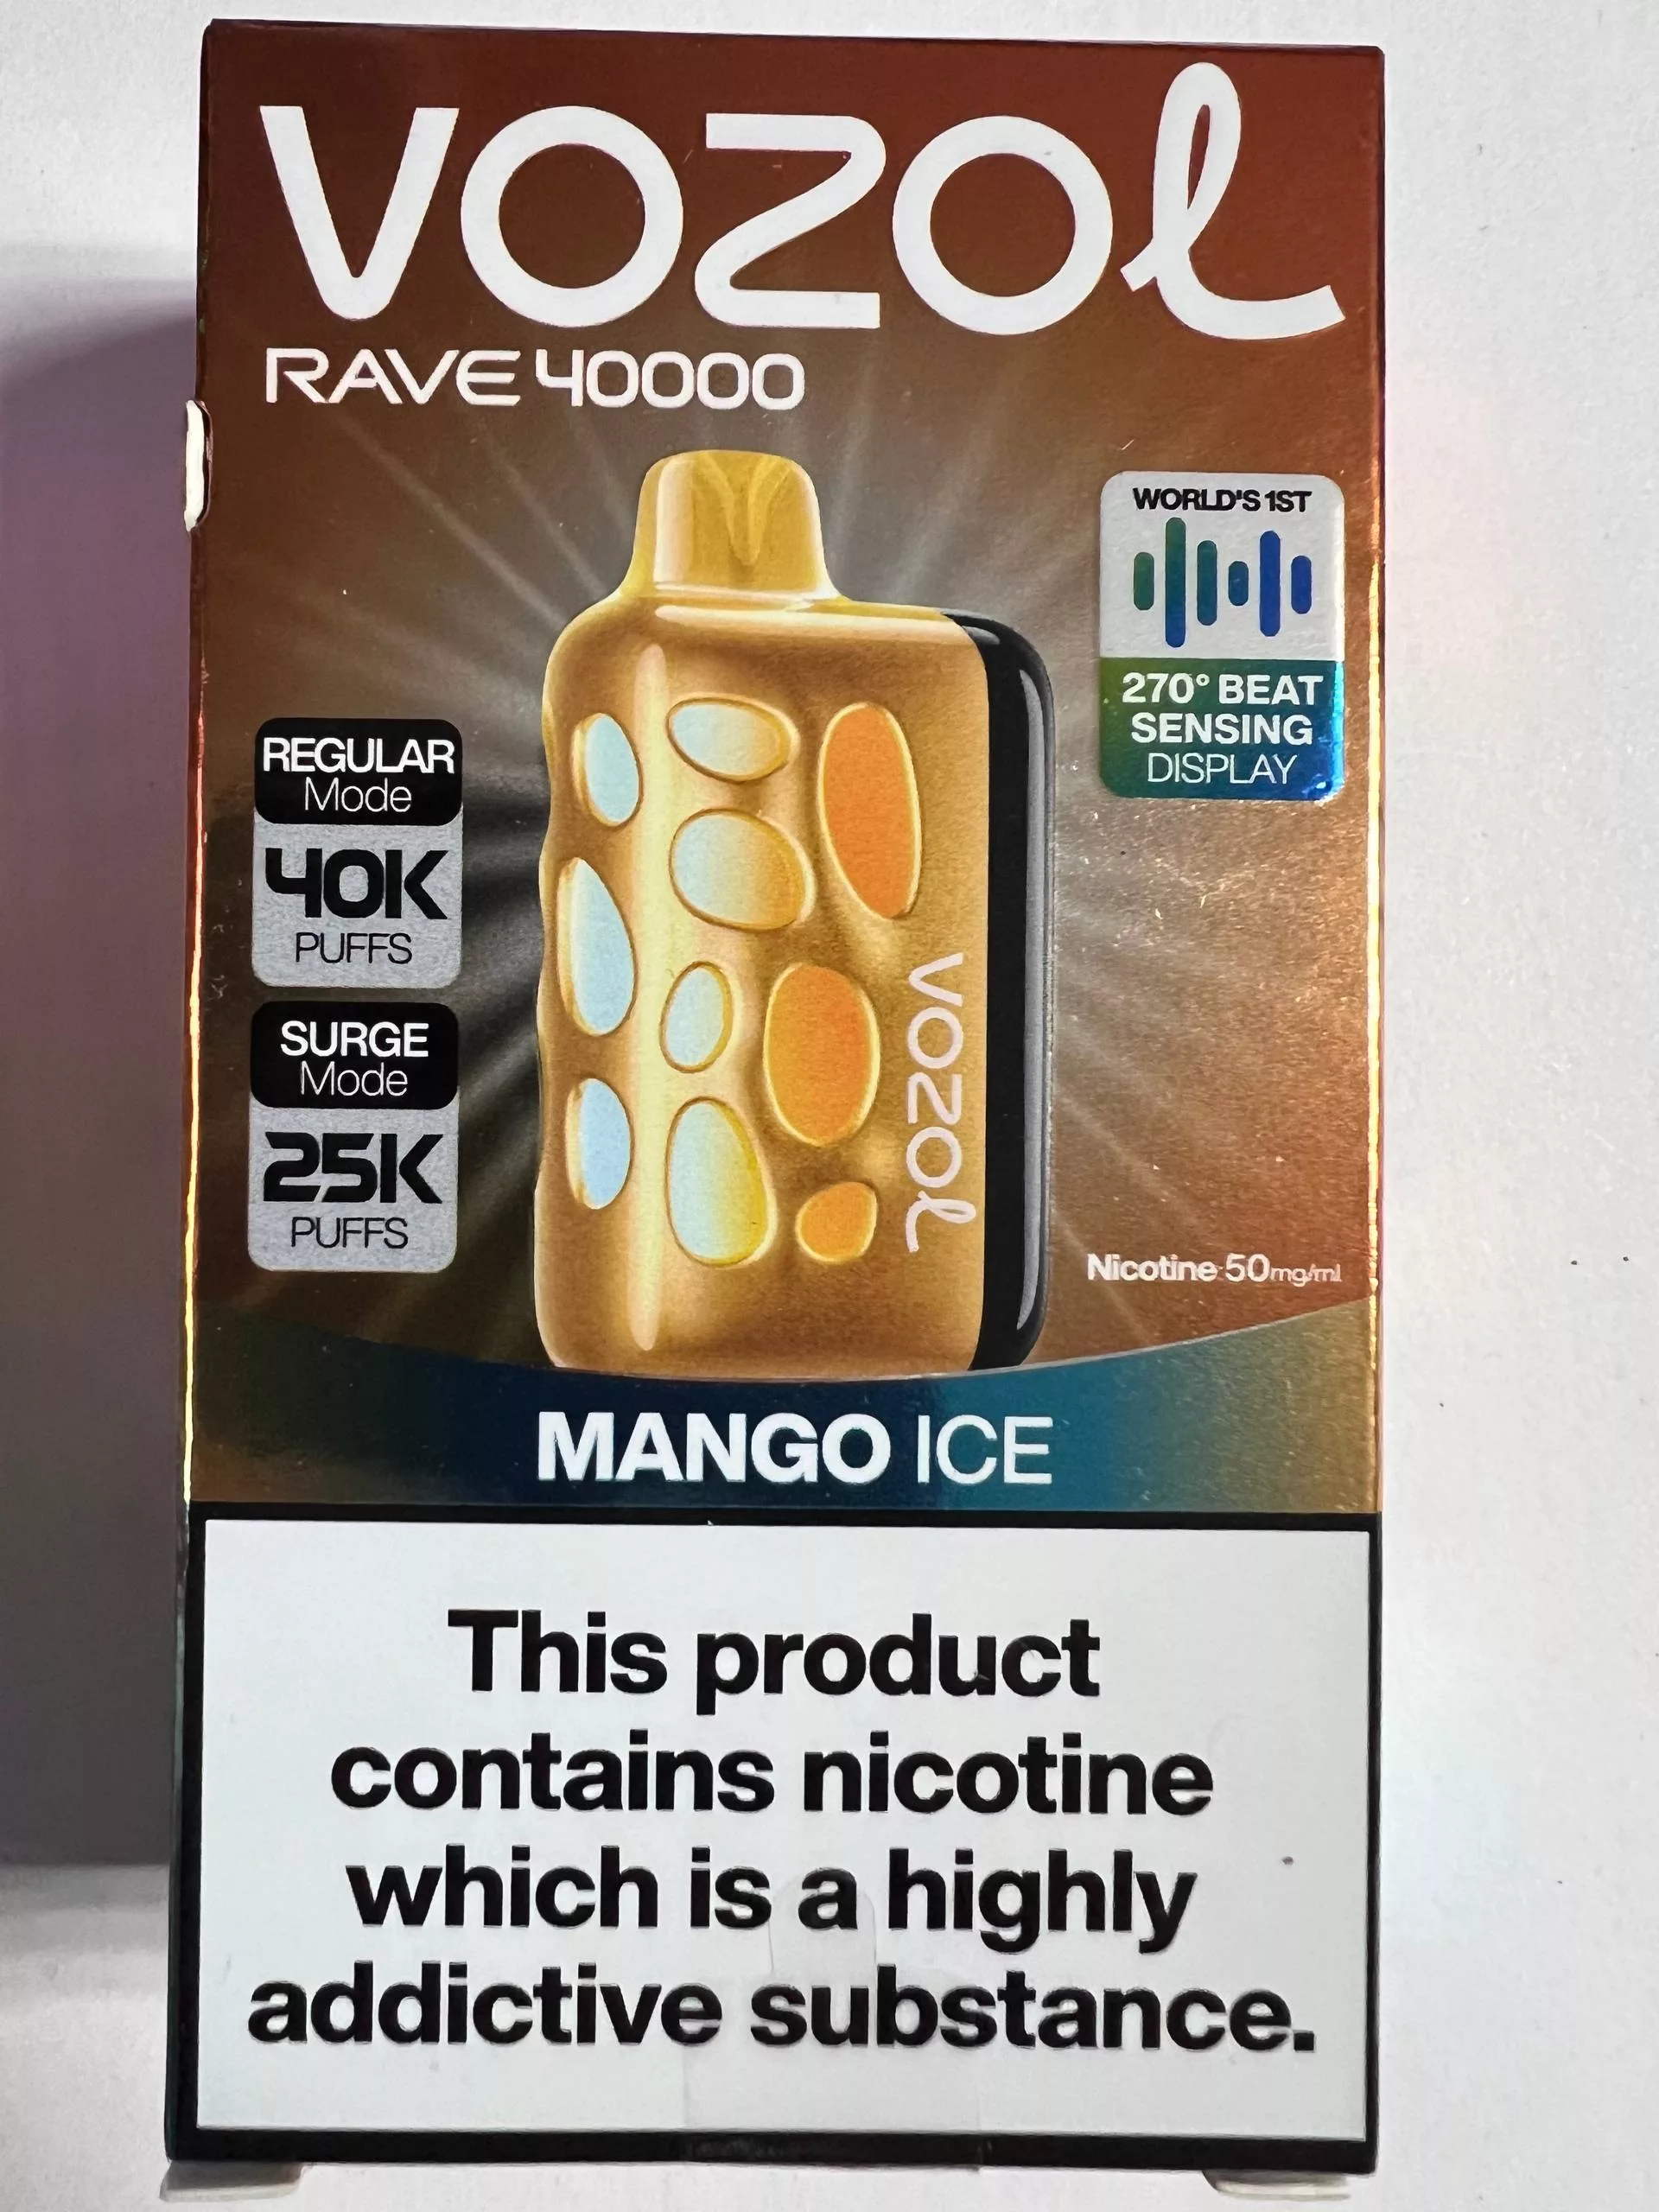 VOZOL
RAVE 40000
WORLD'S 1ST
270° BEAT
SENSING
DISPLAY
REGULAR
Mode
40K
PUFFS
SURGE
Mode
25K
PUFFS
VOZOL
Nicotine 50mg/ml
MANGO ICE
This product
contains nicotine
which is a highly
addictive substance.